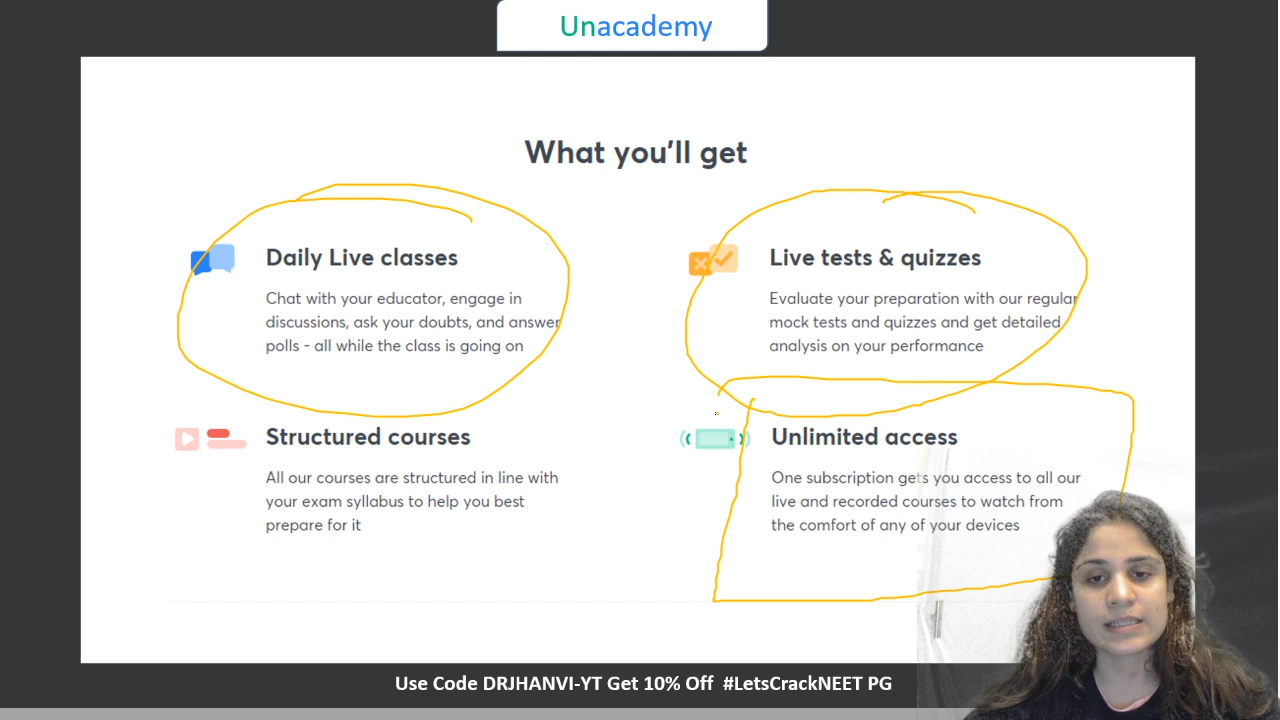 Unacademy
What you'll get
Daily Live classes
Chat with your educator, engage in
discussions, ask your doubts, and answer
polls - all while the class is going on
Live tests & quizzes
Evaluate your preparation with our regular
mock tests and quizzes and get detailed
analysis on your performance
Structured courses
All our courses are structured in line with
your exam syllabus to help you best
prepare for it
Unlimited access
One subscription gets you access to all our
live and recorded courses to watch from
the comfort of any of your devices
Use Code DRJHANVI-YT Get 10% Off #LetsCrackNEET PG